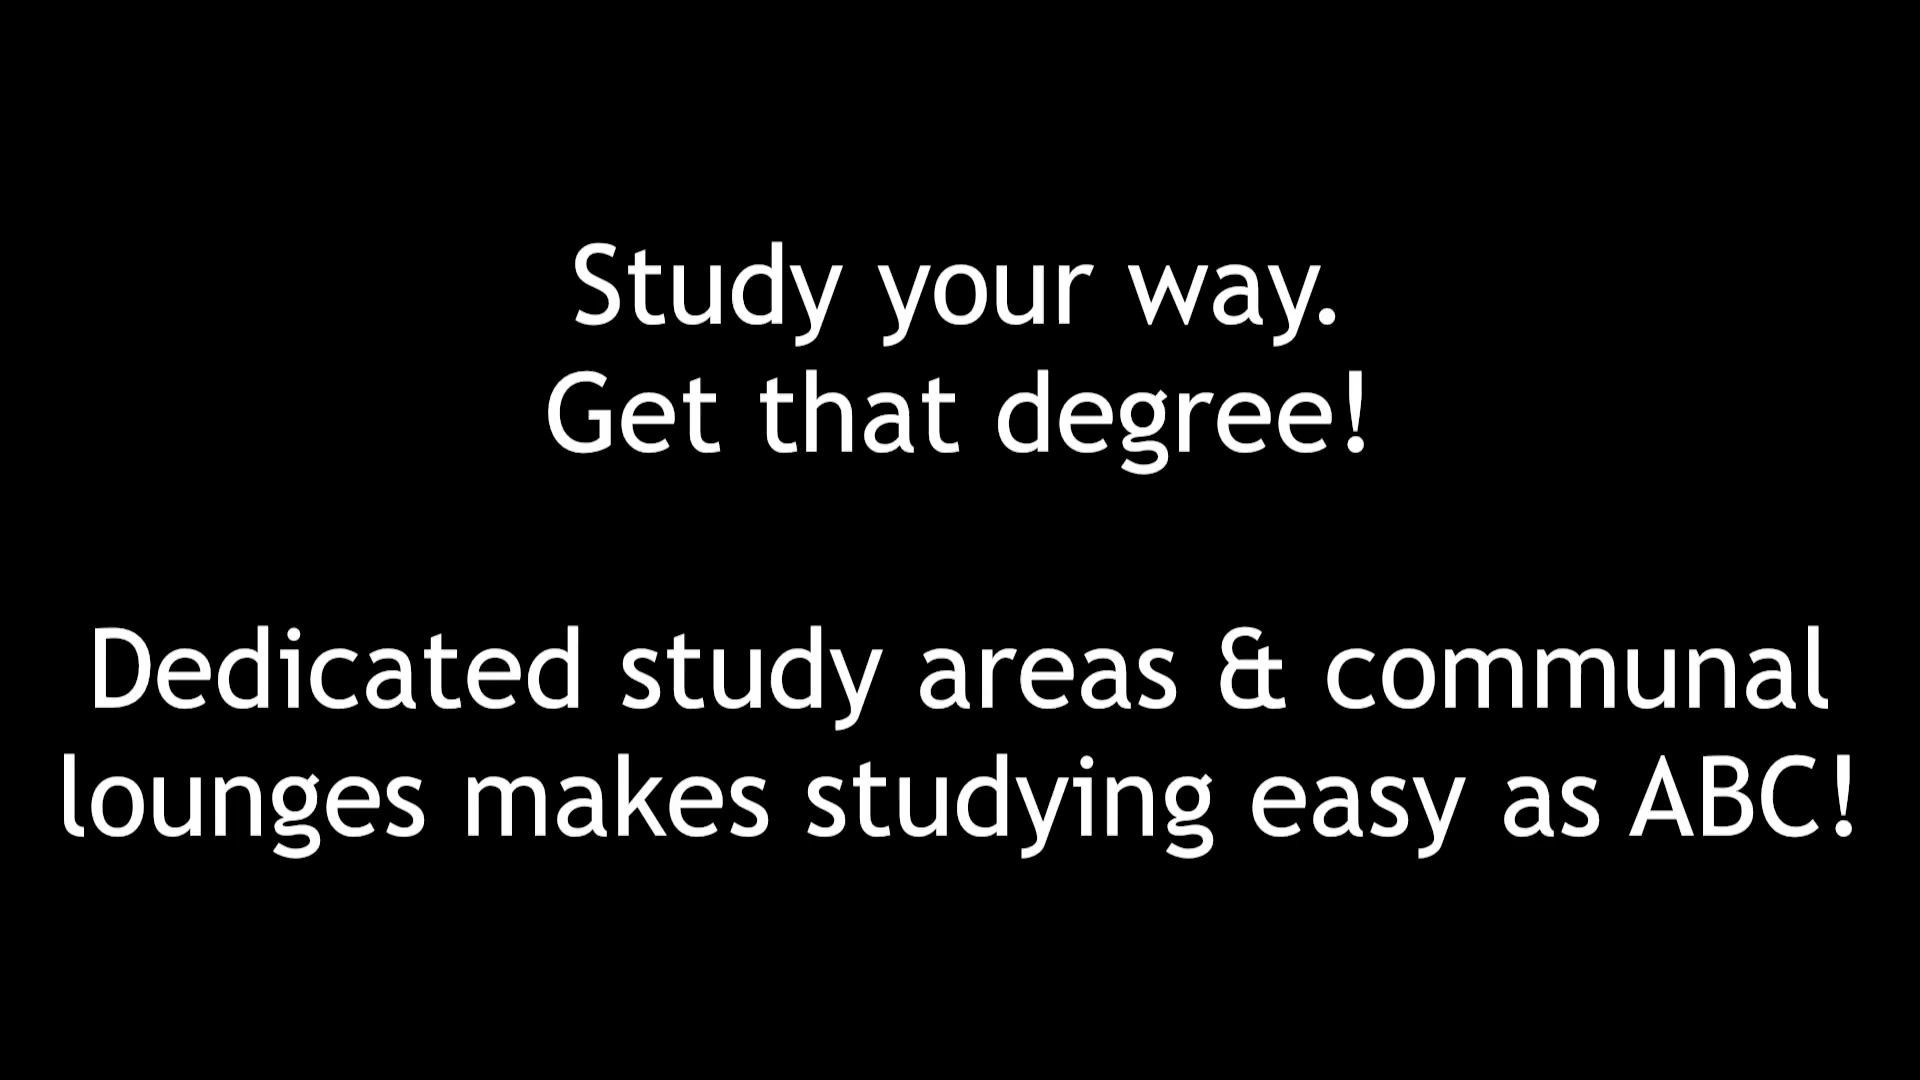 Study your way.
Get that degree!
Dedicated study areas & communal
lounges makes studying easy as ABC!